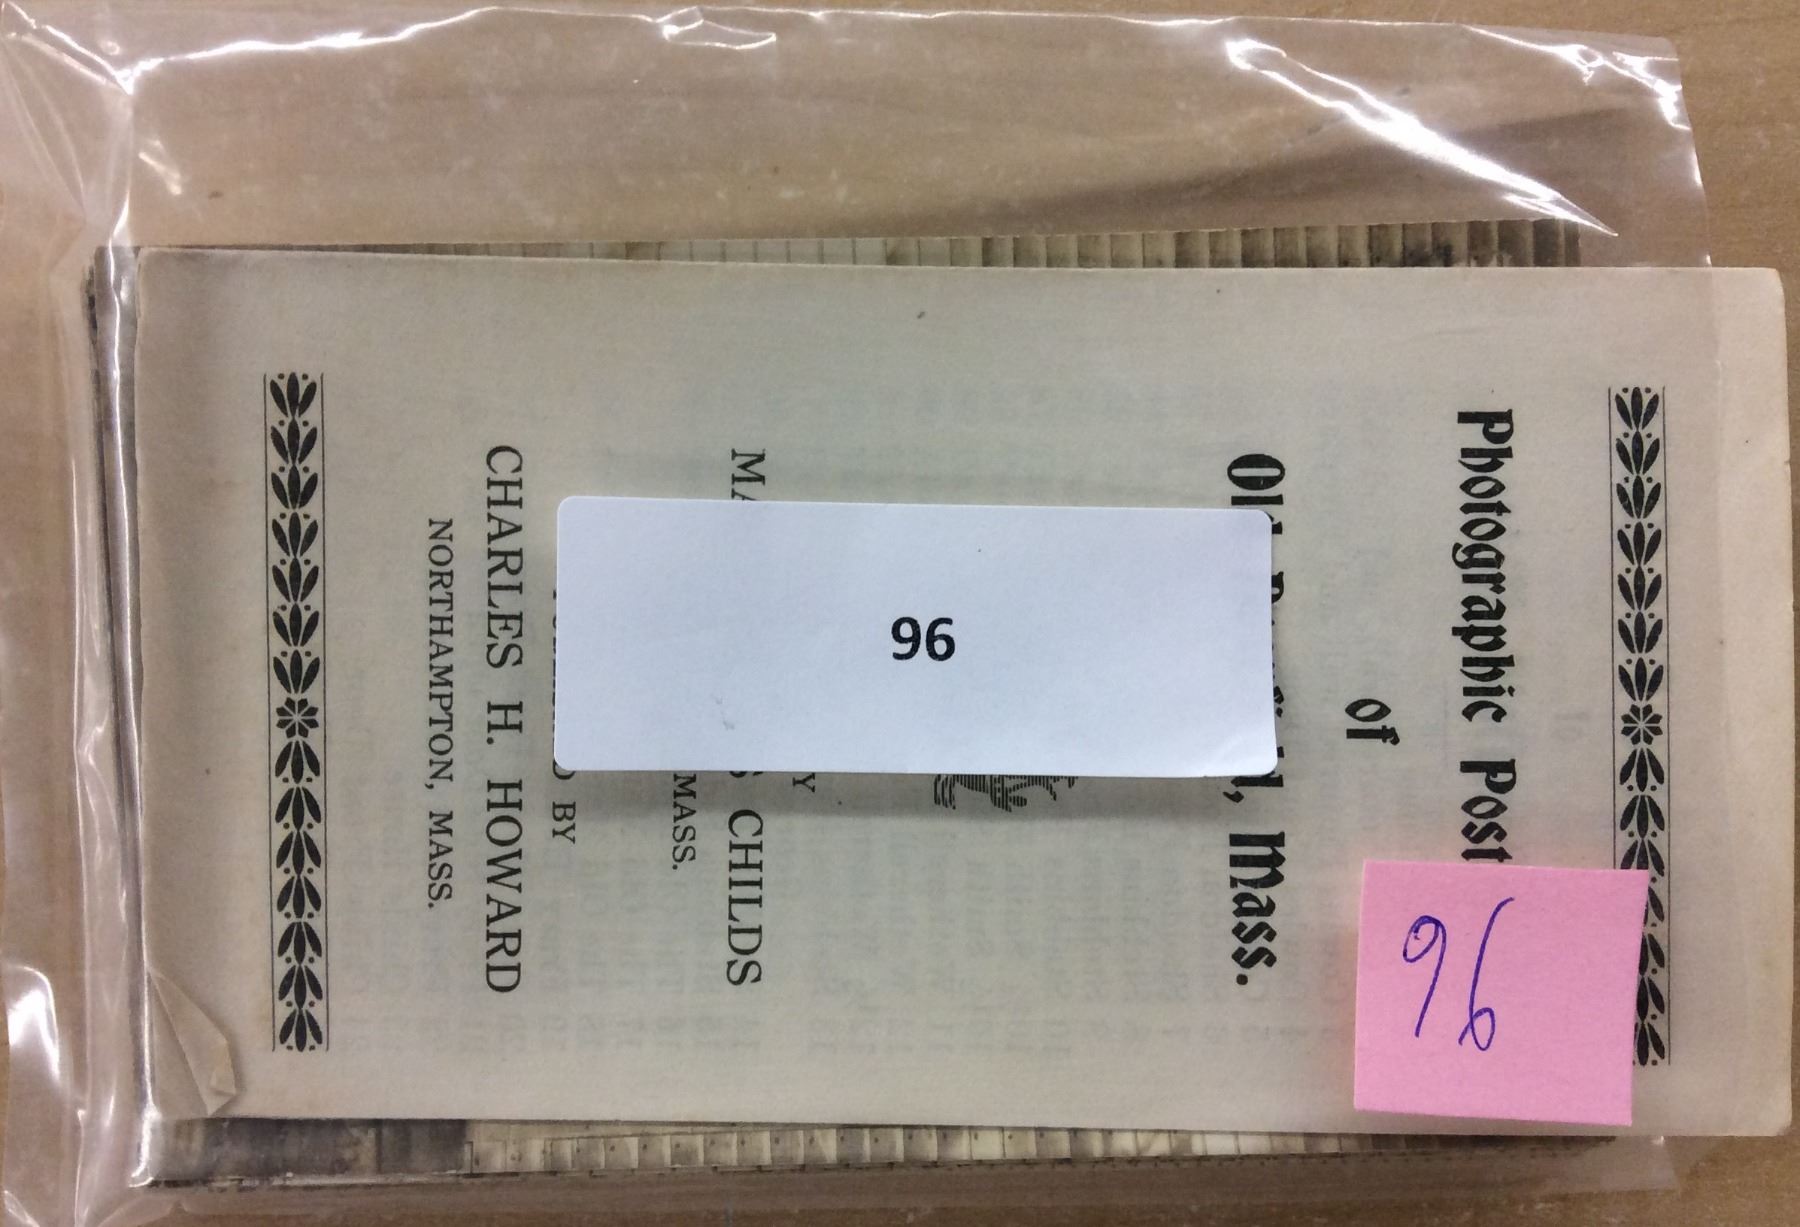 Photographic Post
of
Mass.
Y
CHILDS
MASS.
BY
CHARLES H. HOWARD
NORTHAMPTON, MASS.
96
96